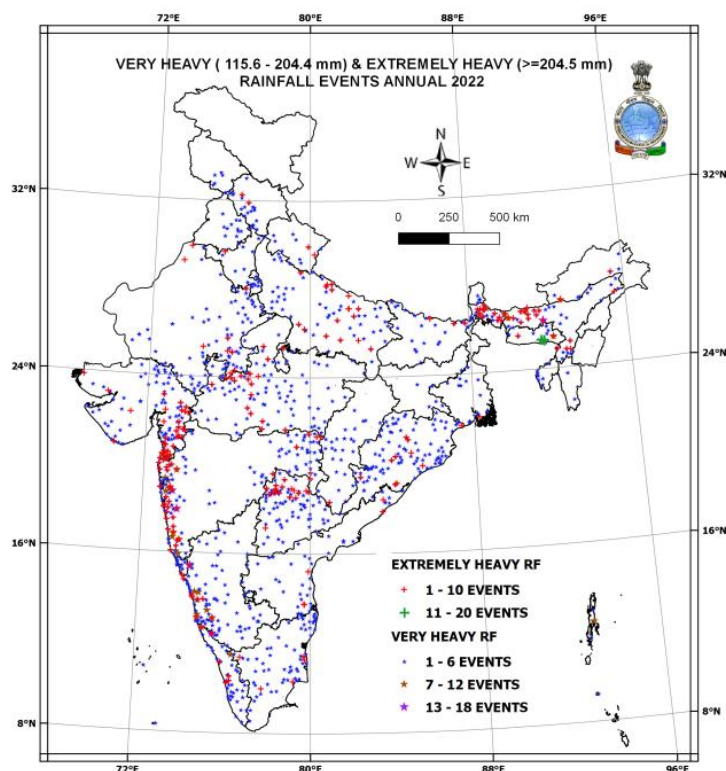 72°E 80°E 88°E 96°E
VERY HEAVY ( 115.6 - 204.4 mm) & EXTREMELY HEAVY (>=204.5 mm)
RAINFALL EVENTS ANNUAL 2022
N
W E
S
32°N 32°N
0 250 500 km
24°N 24°N
16°N 16°N
EXTREMELY HEAVY RF
1 - 10 EVENTS
11 - 20 EVENTS
VERY HEAVY RF
1 - 6 EVENTS
7 - 12 EVENTS
13 - 18 EVENTS
8°N 8°N
72°E 80°E 88°E 96°E